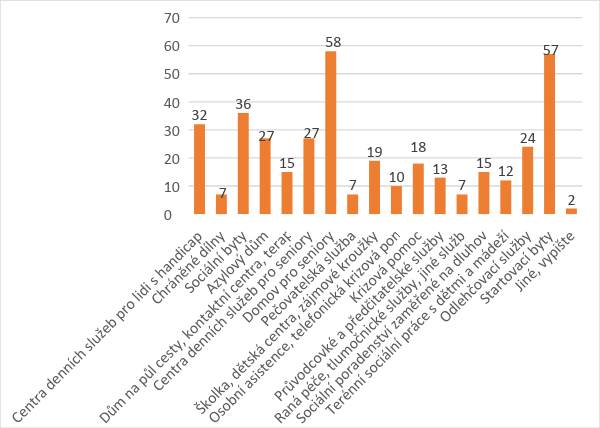 70
60
50
40
30
20
10
0
32
7
36
27
15
27
58
7
19
10
18
13
7
15
12
24
57
2
Centra denních služeb pro lidi s handicap
Chráněné dílny
Sociální byty
Azylový dům
Dům na půl cesty, kontaktní centra, terap
Centra denních služeb pro seniory
Domov pro seniory
Pečovatelská služba
Školka, dětská centra, zájmové kroužky
Osobní asistence, telefonická krizová pon
Krizová pomoc
Průvodcovké a předčitatelské služby
Raná péče, tlumočnické služby, jiné služb
Sociální poradenství zaměřené na dluhov
Terénní sociální práce s dětmi a mádeží
Odlehčovací služby
Startovací byty
Jiné, vypište